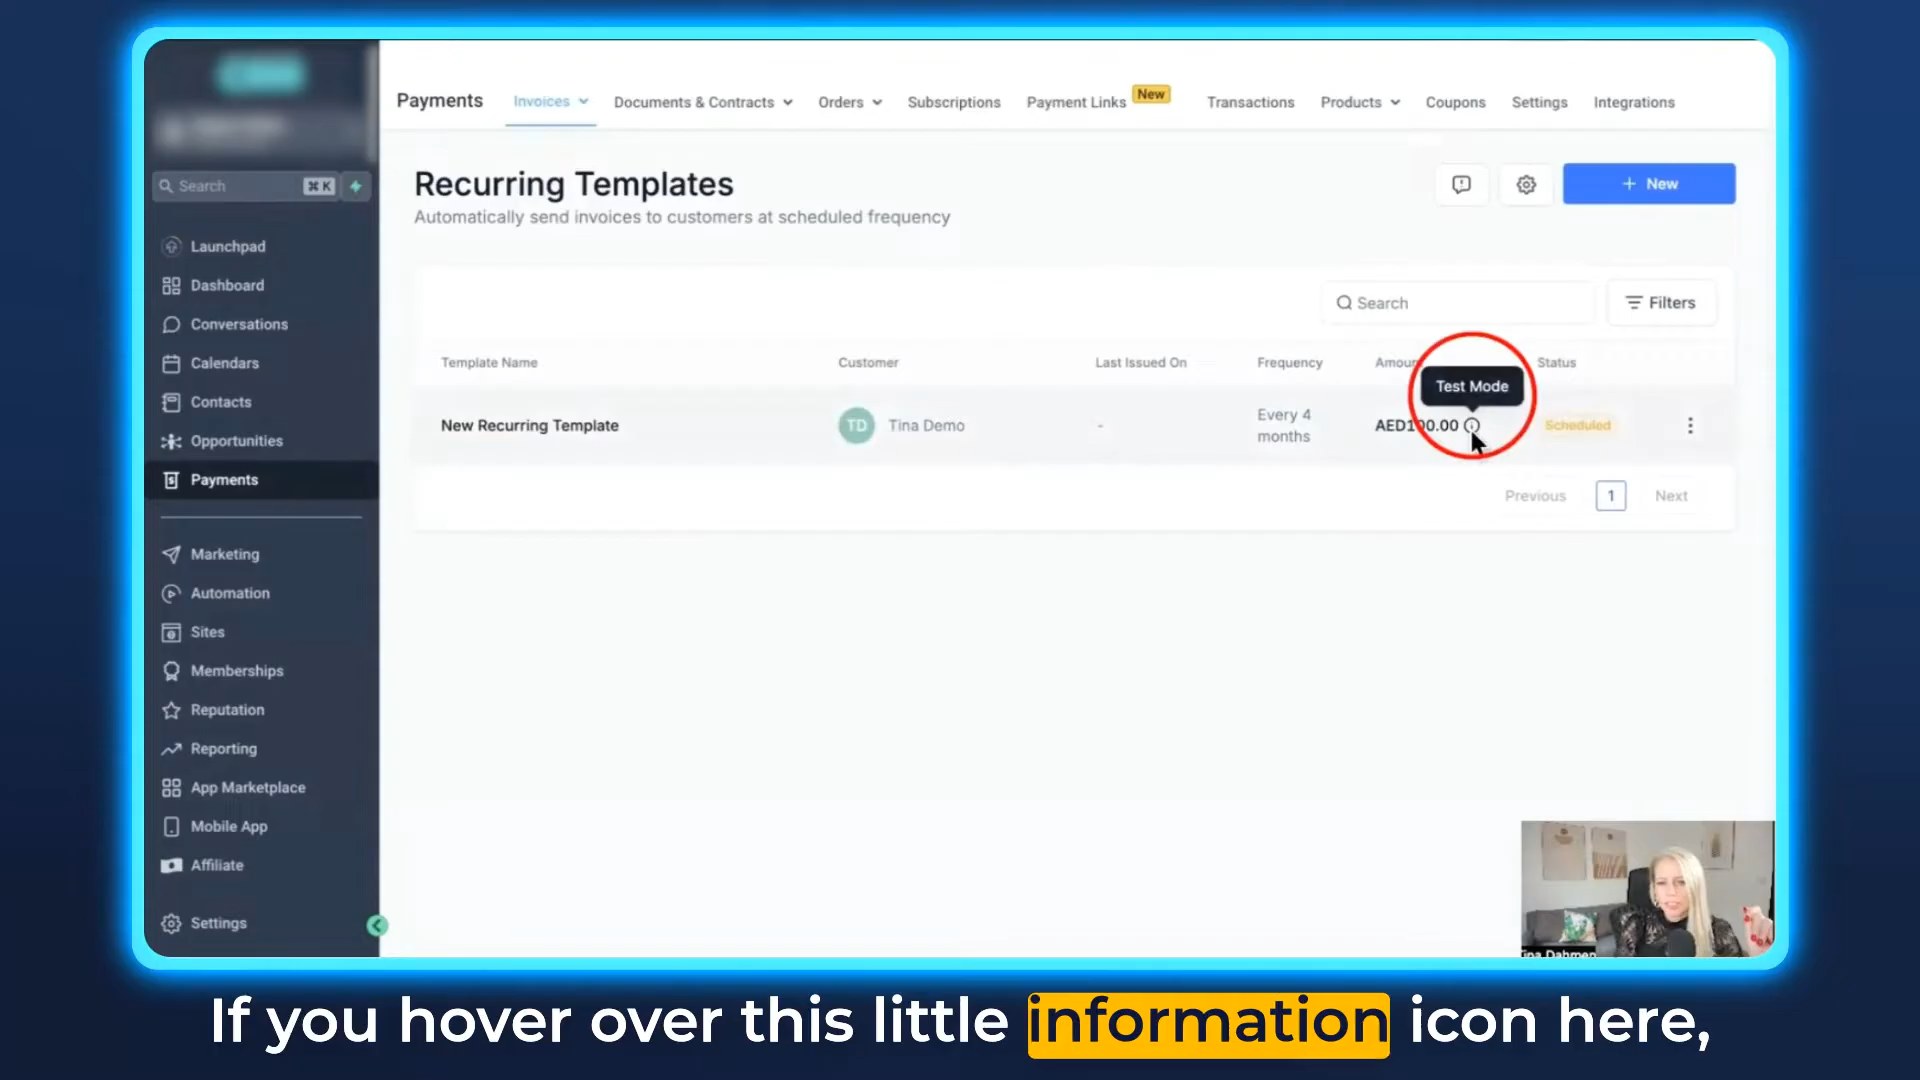 Payments
Invoices
Documents & Contracts
Orders
Subscriptions
Payment Links
New
Transactions
Products
Coupons
Settings
Integrations
Search
⌘ K
Launchpad
Dashboard
Conversations
Calendars
Contacts
Opportunities
Payments
Marketing
Automation
Sites
Memberships
Reputation
Reporting
App Marketplace
Mobile App
Affiliate
Settings
Recurring Templates
Automatically send invoices to customers at scheduled frequency
+ New
Search
Filters
Template Name
Customer
Last Issued On
Frequency
Amou
Status
Test Mode
New Recurring Template
TD
Tina Demo
-
Every 4
months
AED100.00
Scheduled
Previous
1
Next
If you hover over this little information icon here,